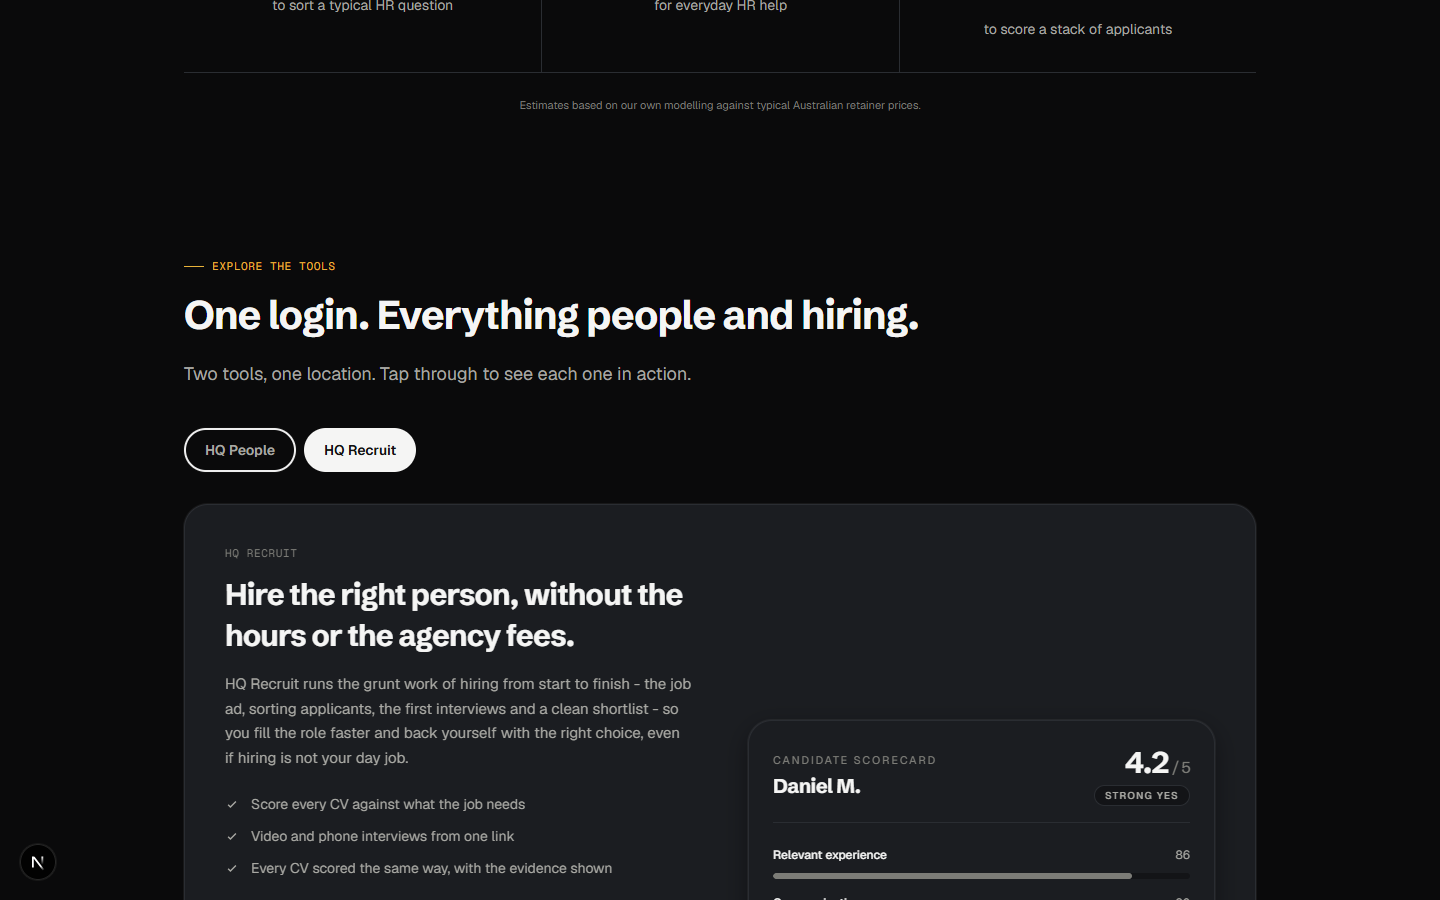 to sort a typical HR question
for everyday HR help
to score a stack of applicants
Estimates based on our own modelling against typical Australian retainer prices.
EXPLORE THE TOOLS
One login. Everything people and hiring.
Two tools, one location. Tap through to see each one in action.
HQ People
HQ Recruit
HQ RECRUIT
Hire the right person, without the
hours or the agency fees.
HQ Recruit runs the grunt work of hiring from start to finish - the job
ad, sorting applicants, the first interviews and a clean shortlist - so
you fill the role faster and back yourself with the right choice, even
if hiring is not your day job.
Score every CV against what the job needs
Video and phone interviews from one link
Every CV scored the same way, with the evidence shown
CANDIDATE SCORECARD
Daniel M.
4.2 / 5
STRONG YES
Relevant experience 86
N